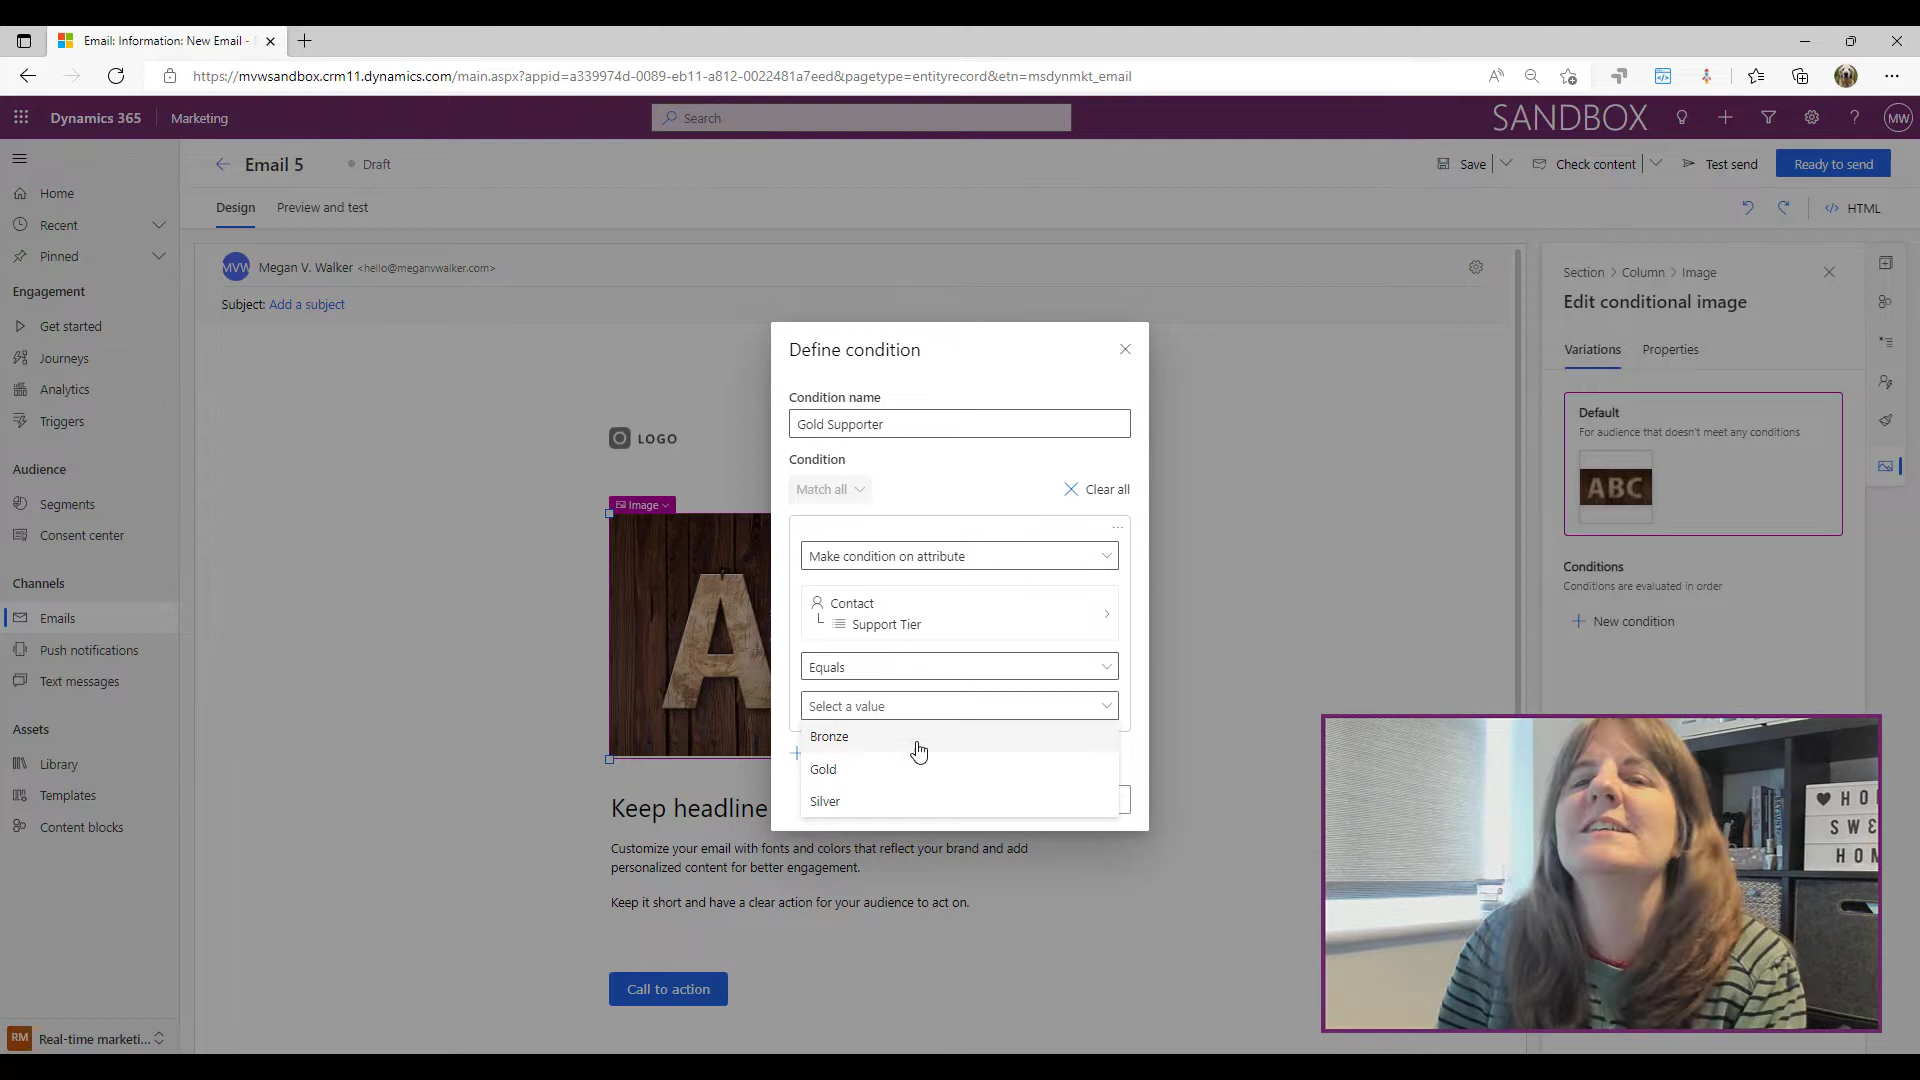 Email: Information: New Email -
https://mvwsandbox.crm11.dynamics.com/main.aspx?appid=a339974d-0089-eb11-a812-0022481a7eed&pagetype=entityrecord&etn=msdynmkt_email
Dynamics 365
Marketing
Search
SANDBOX
MW
Email 5
Draft
Save
Check content
Test send
Ready to send
Home
Recent
Pinned
Engagement
Get started
Journeys
Analytics
Triggers
Audience
Segments
Consent center
Channels
Emails
Push notifications
Text messages
Assets
Library
Templates
Content blocks
RM Real-time marketi...
Design
Preview and test
HTML
MVW
Megan V. Walker <hello@meganvwalker.com>
Subject: Add a subject
LOGO
Image
A
Keep headline
Customize your email with fonts and colors that reflect your brand and add
personalized content for better engagement.
Keep it short and have a clear action for your audience to act on.
Call to action
Define condition
Condition name
Gold Supporter
Condition
Match all
Clear all
Make condition on attribute
Contact
Support Tier
Equals
Select a value
Bronze
Gold
Silver
Section > Column > Image
Edit conditional image
Variations
Properties
Default
For audience that doesn't meet any conditions
ABC
Conditions
Conditions are evaluated in order
New condition
HO
SWE
HOM